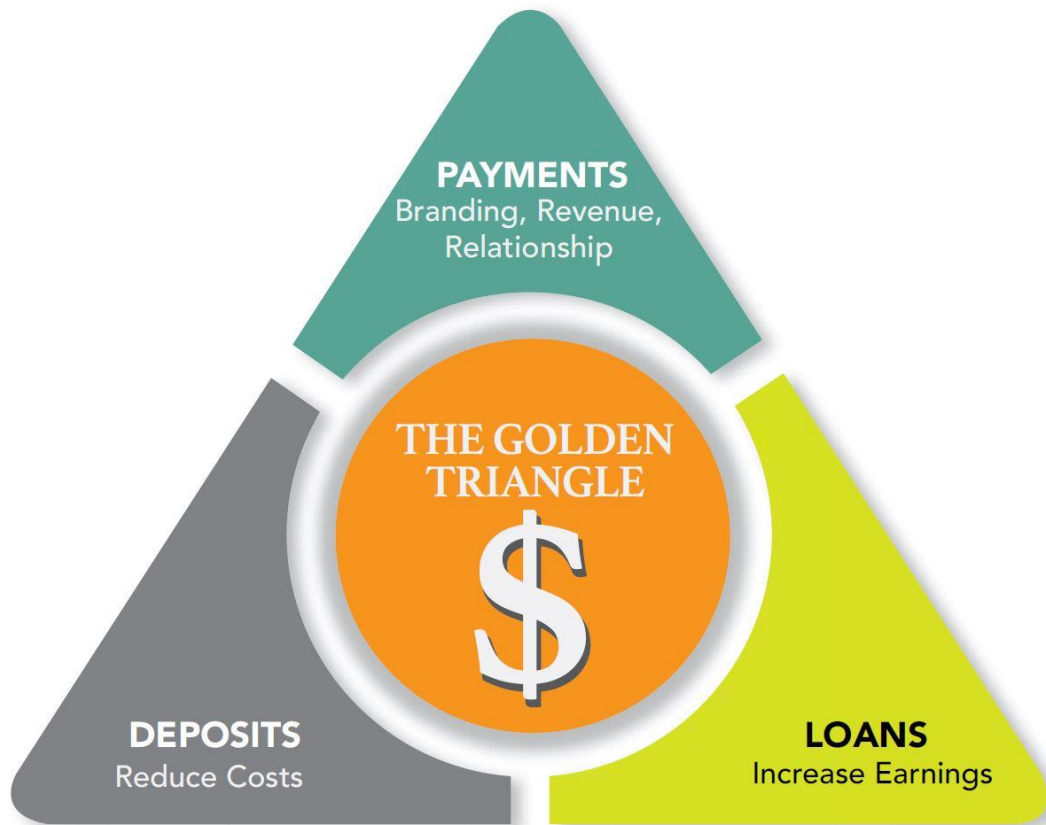 PAYMENTS
Branding, Revenue,
Relationship
THE GOLDEN
TRIANGLE
$
DEPOSITS
Reduce Costs
LOANS
Increase Earnings